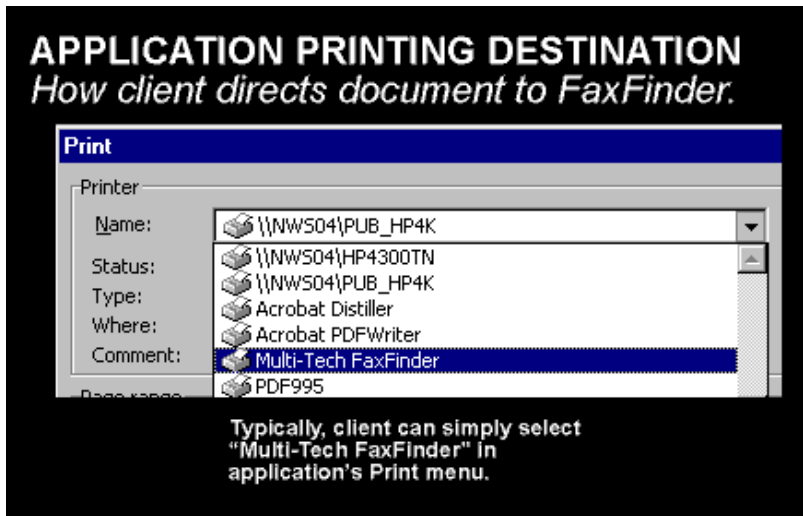 APPLICATION PRINTING DESTINATION
How client directs document to FaxFinder.
Print
Printer
Name:
\\NWS04\PUB_HP4K
Status:
\\NWS04\HP4300TN
\\NWS04\PUB_HP4K
Type:
Acrobat Distiller
Where:
Acrobat PDFWriter
Comment:
Multi-Tech FaxFinder
Page range
PDF995
Typically, client can simply select
“Multi-Tech FaxFinder" in
application's Print menu.